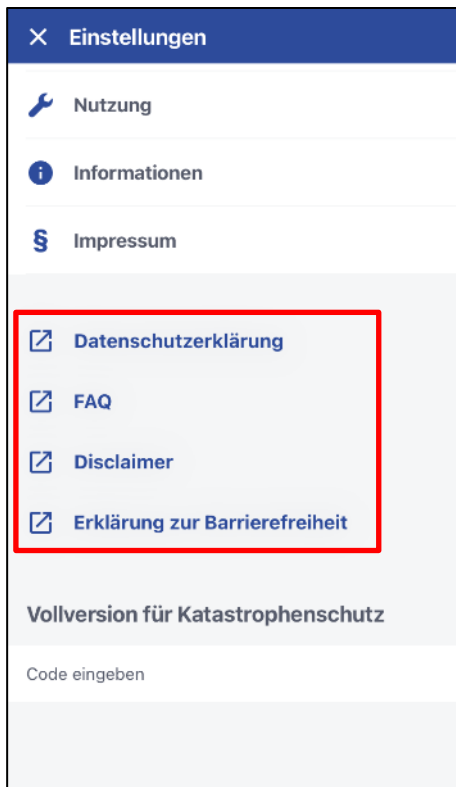 Einstellungen
Nutzung
Informationen
§ Impressum
Datenschutzerklärung
FAQ
Disclaimer
Erklärung zur Barrierefreiheit
Vollversion für Katastrophenschutz
Code eingeben